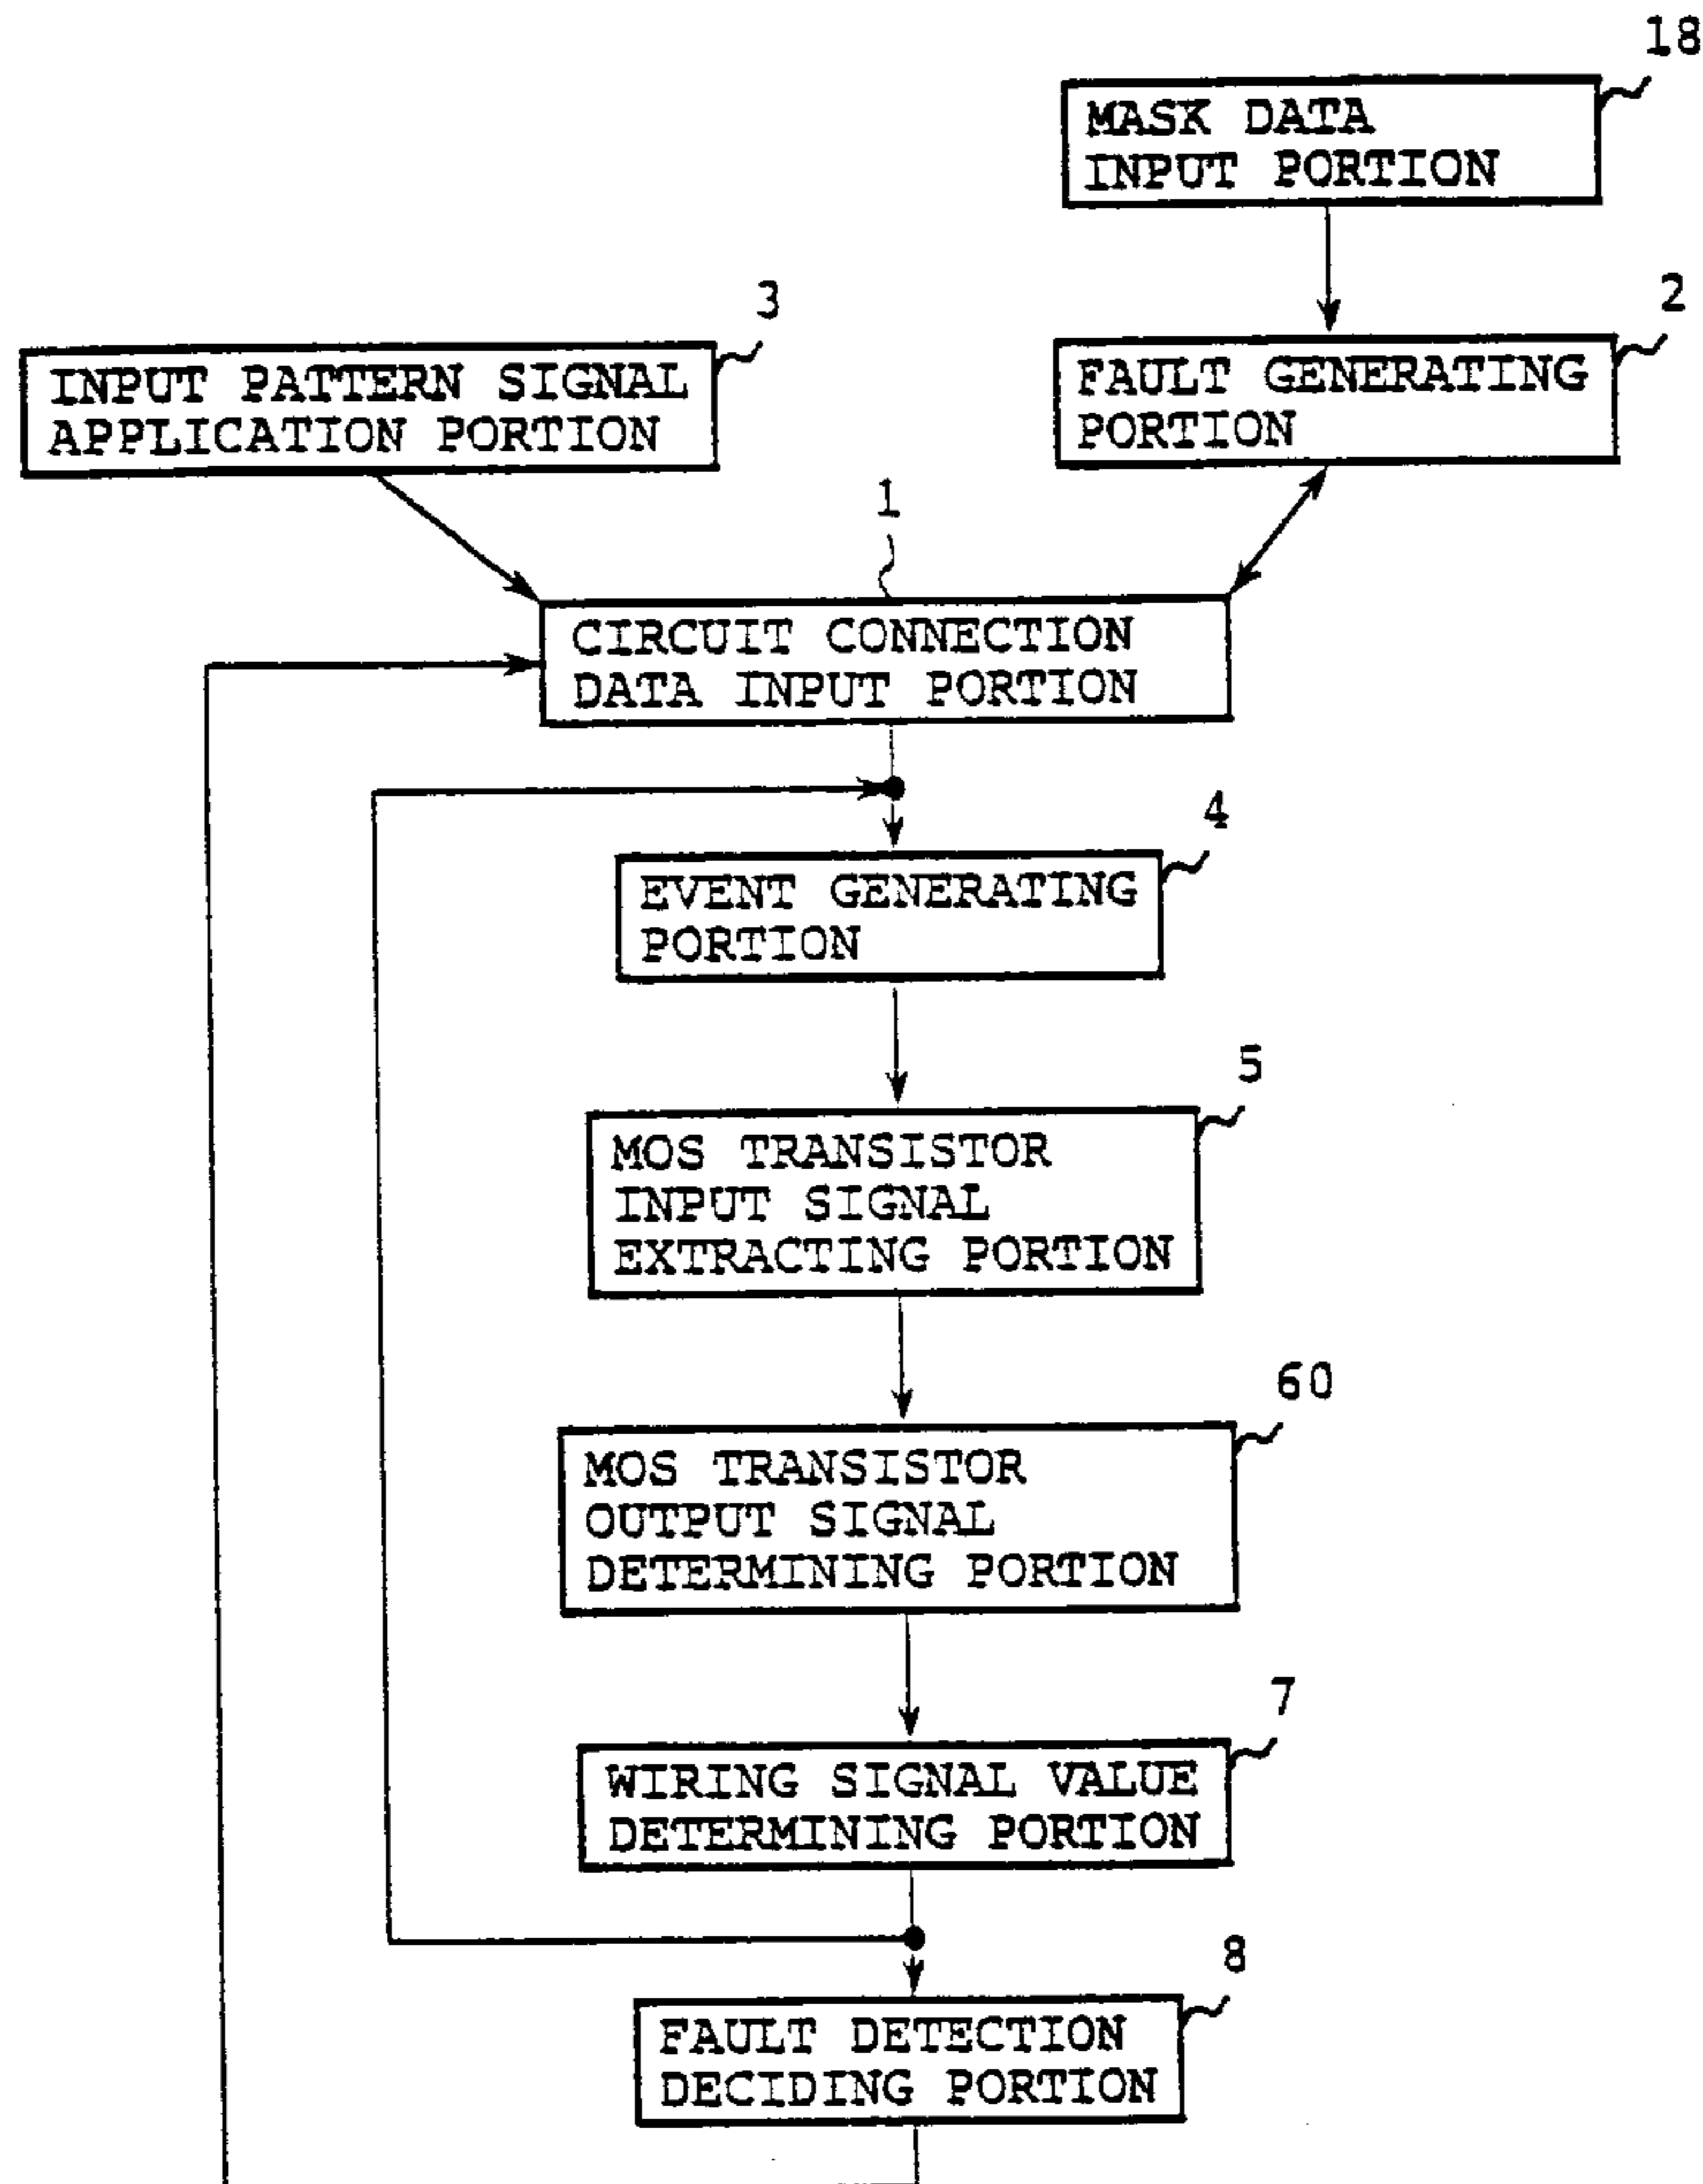 18
MASK DATA
INPUT PORTION
3
2
INPUT PATTERN SIGNAL
APPLICATION PORTION
FAULT GENERATING
PORTION
1
CIRCUIT CONNECTION
DATA INPUT PORTION
4
EVENT GENERATING
PORTION
5
MOS TRANSISTOR
INPUT SIGNAL
EXTRACTING PORTION
60
MOS TRANSISTOR
OUTPUT SIGNAL
DETERMINING PORTION
7
WIRING SIGNAL VALUE
DETERMINING PORTION
8
FAULT DETECTION
DECIDING PORTION